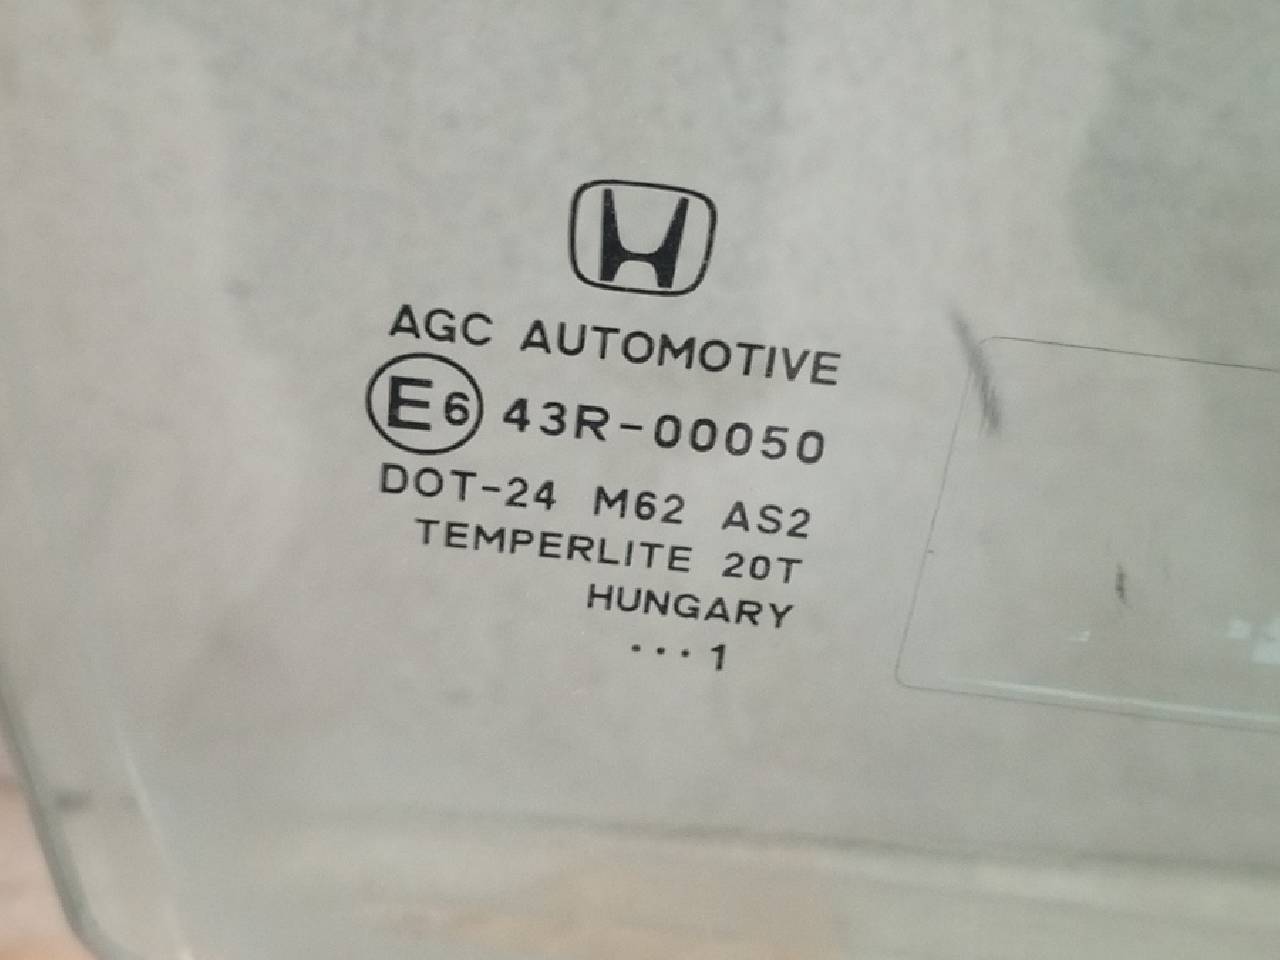 AGC AUTOMOTIVE
E6 43R-00050
DOT-24 M62 AS2
TEMPERLITE 20T
HUNGARY
...1